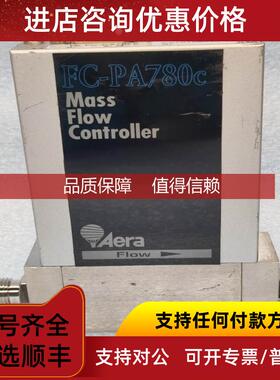 进店咨询享优惠价
FC-PA780c
Mass
Flow
Controller
品质保障 值得信赖
Aera
Flow
号齐全
选顺丰
支持任何付款方
支持对公 可开专票/普